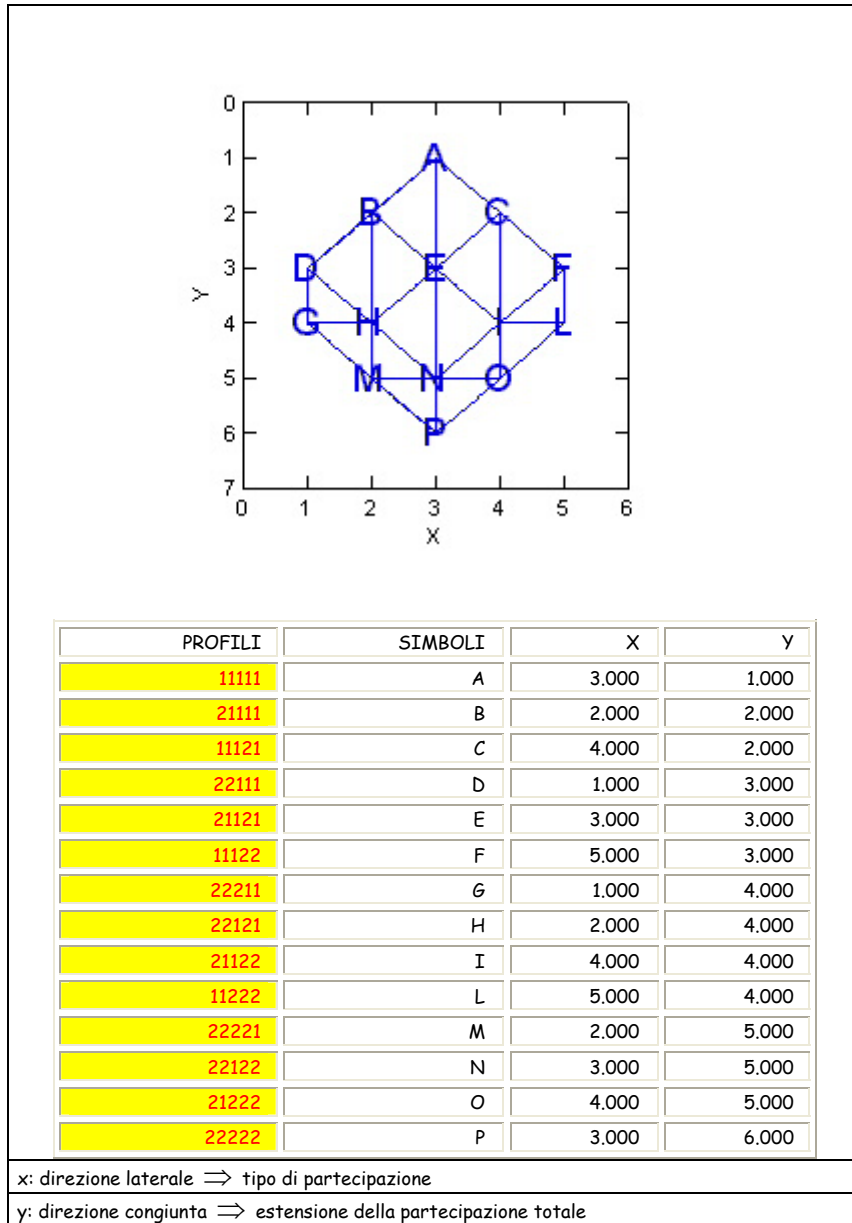 0
1
2
3
4
5
6
7
Y
A
B C
D E F
G H I L
M N O
P
0 1 2 3 4 5 6
X
PROFILI SIMBOLI X Y
11111 A 3.000 1.000
21111 B 2.000 2.000
11121 C 4.000 2.000
22111 D 1.000 3.000
21121 E 3.000 3.000
11122 F 5.000 3.000
22211 G 1.000 4.000
22121 H 2.000 4.000
21122 I 4.000 4.000
11222 L 5.000 4.000
22221 M 2.000 5.000
22122 N 3.000 5.000
21222 O 4.000 5.000
22222 P 3.000 6.000
x: direzione laterale ⇒ tipo di partecipazione
y: direzione congiunta ⇒ estensione della partecipazione totale